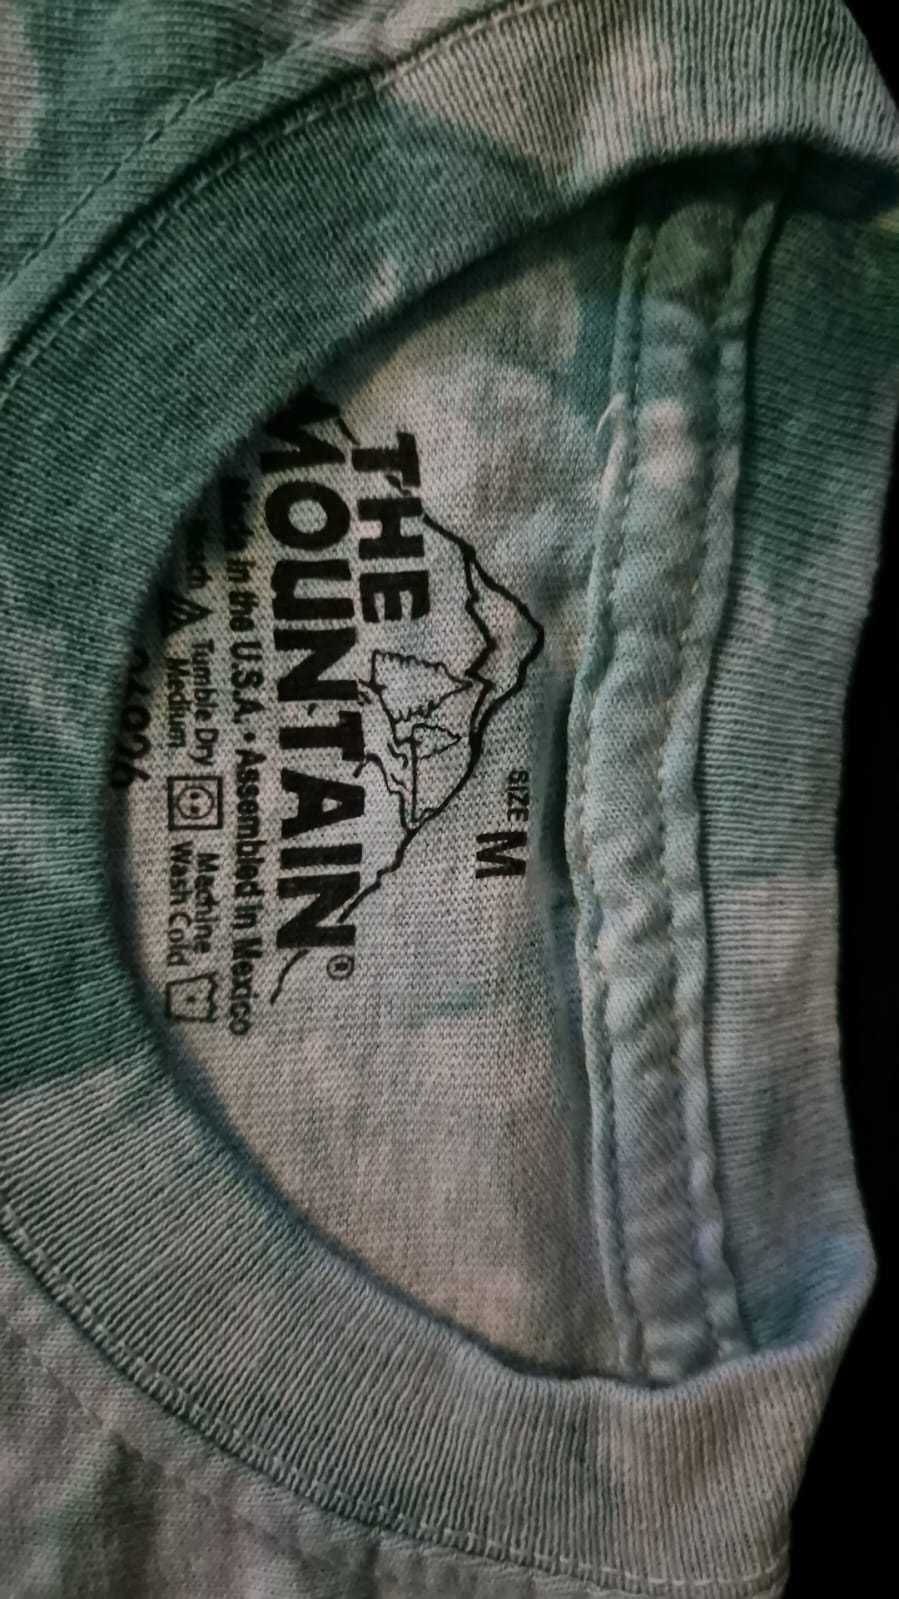 SIZE M
THE
MOUNTAIN®
in the U.S.A. • Assembled in Mexico
Tumble Dry Medium Machine Wash Cold